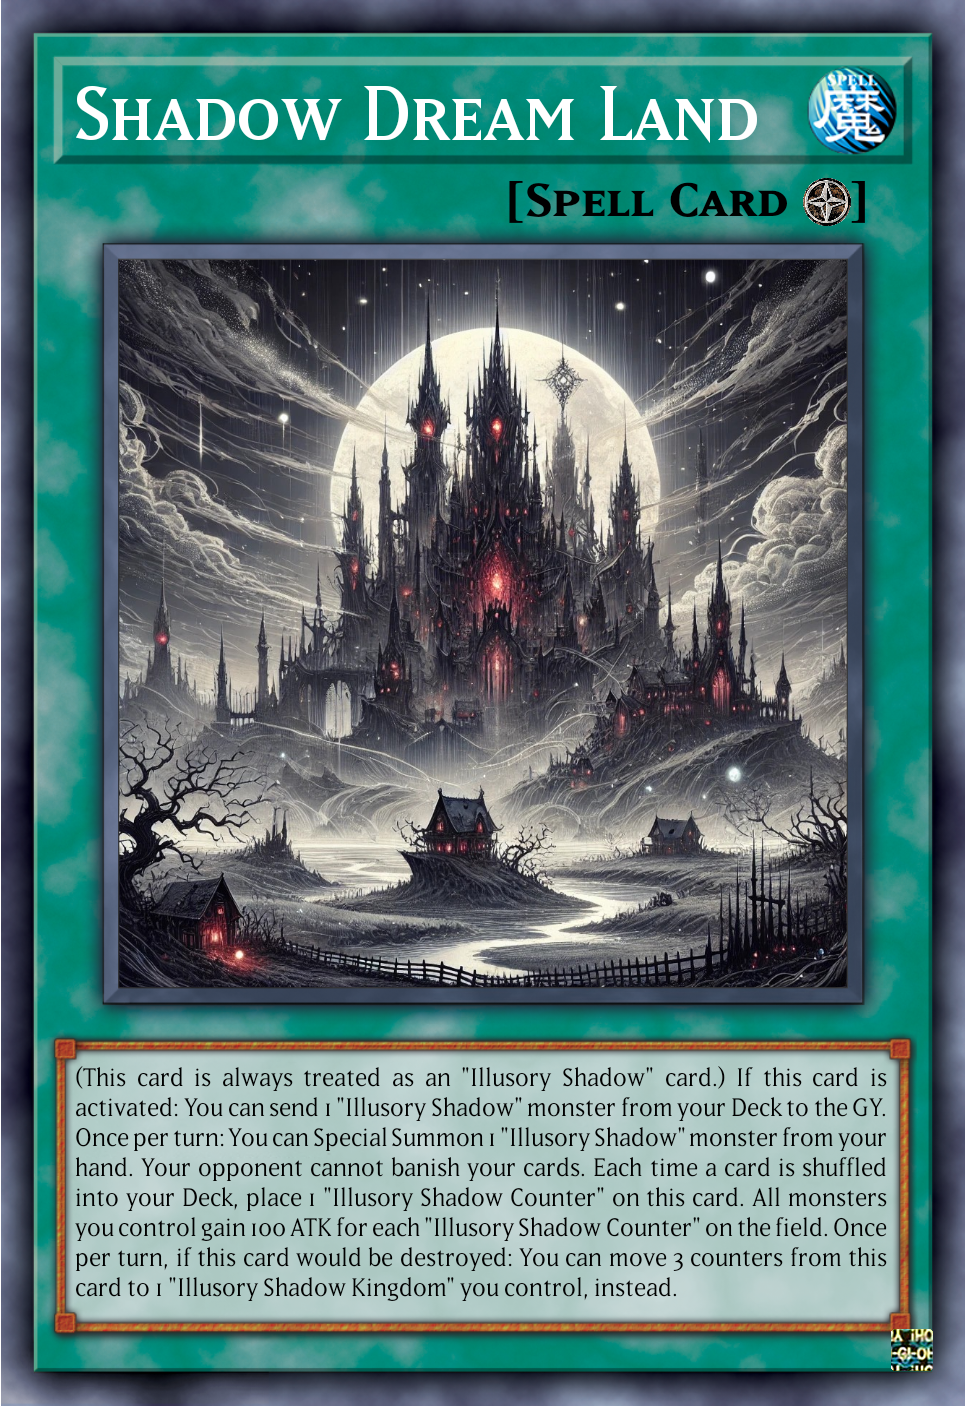 Shadow Dream Land
SPELL
魔
[Spell Card]
(This card is always treated as an "Illusory Shadow" card.) If this card is
activated: You can send 1 "Illusory Shadow" monster from your Deck to the GY.
Once per turn: You can Special Summon 1 "Illusory Shadow" monster from your
hand. Your opponent cannot banish your cards. Each time a card is shuffled
into your Deck, place 1 "Illusory Shadow Counter" on this card. All monsters
you control gain 100 ATK for each "Illusory Shadow Counter" on the field. Once
per turn, if this card would be destroyed: You can move 3 counters from this
card to 1 "Illusory Shadow Kingdom" you control, instead.